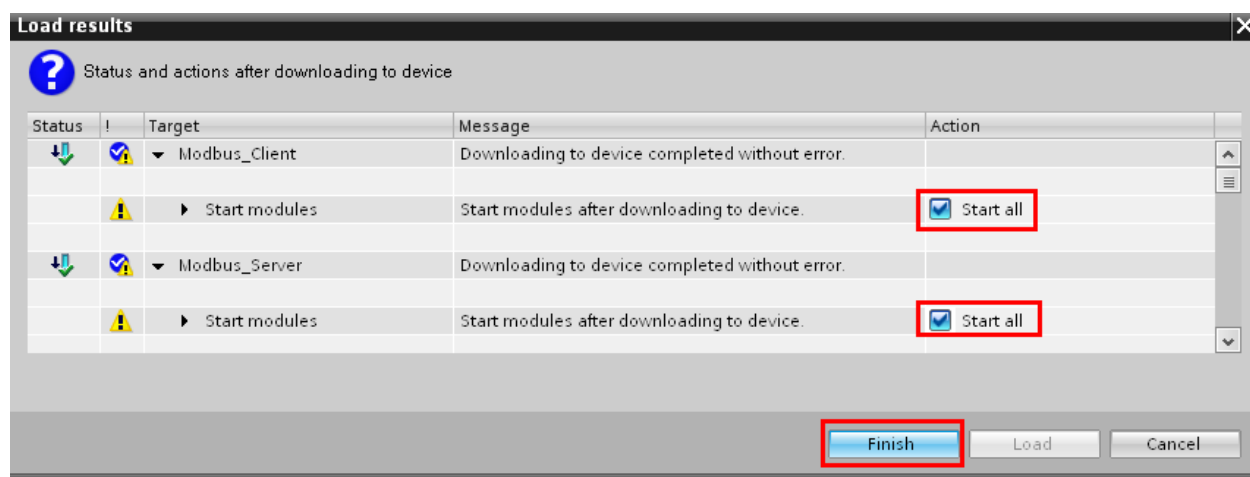 Load results
Status and actions after downloading to device
Status ! Target Message Action
Modbus_Client Downloading to device completed without error.
Start modules Start modules after downloading to device. Start all
Modbus_Server Downloading to device completed without error.
Start modules Start modules after downloading to device. Start all
Finish Load Cancel